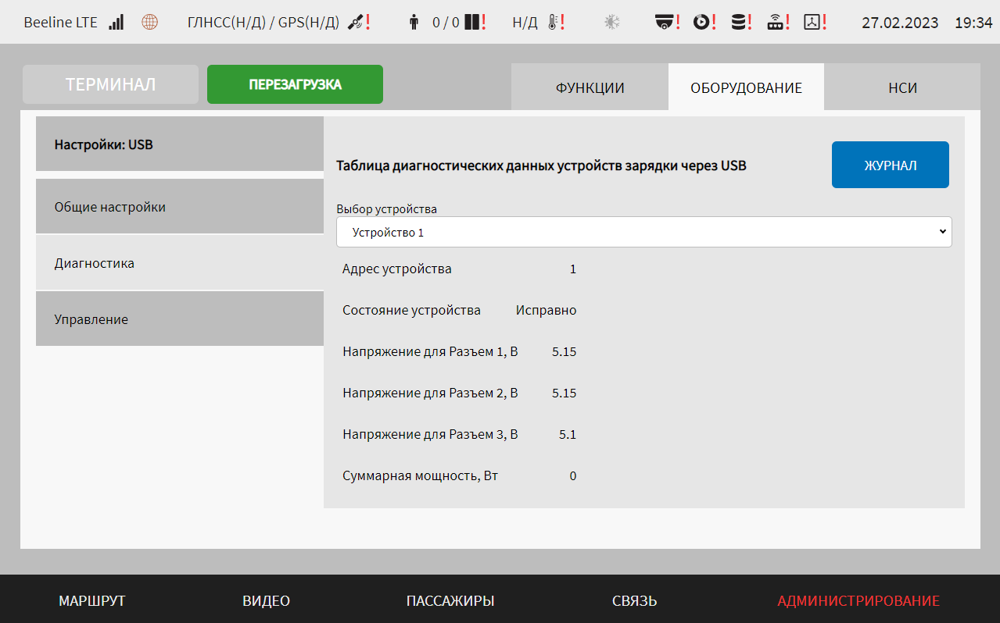 Beeline LTE ГЛНСС(Н/Д) / GPS(Н/Д) ! 0 / 0 ! Н/Д ! ! ! ! ! ! 27.02.2023 19:34
ТЕРМИНАЛ ПЕРЕЗАГРУЗКА ФУНКЦИИ ОБОРУДОВАНИЕ НСИ
Настройки: USB
Общие настройки
Диагностика
Управление
Таблица диагностических данных устройств зарядки через USB ЖУРНАЛ
Выбор устройства
Устройство 1
Адрес устройства 1
Состояние устройства Исправно
Напряжение для Разъем 1, В 5.15
Напряжение для Разъем 2, В 5.15
Напряжение для Разъем 3, В 5.1
Суммарная мощность, Вт 0
МАРШРУТ ВИДЕО ПАССАЖИРЫ СВЯЗЬ АДМИНИСТРИРОВАНИЕ